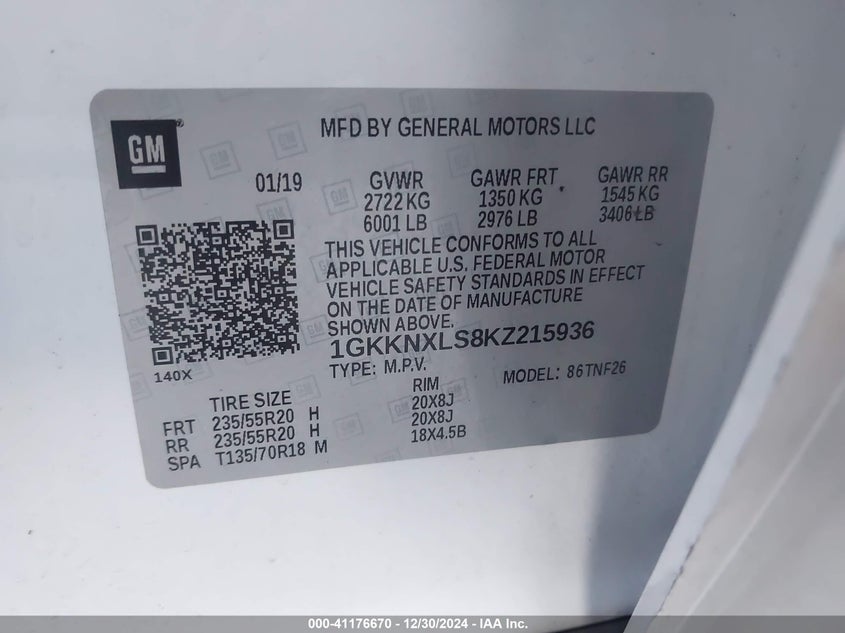 GM
MFD BY GENERAL MOTORS LLC
01/19 GVWR GAWR FRT GAWR RR
2722 KG 1350 KG 1545 KG
6001 LB 2976 LB 3406 LB
THIS VEHICLE CONFORMS TO ALL
APPLICABLE U.S. FEDERAL MOTOR
VEHICLE SAFETY STANDARDS IN EFFECT
ON THE DATE OF MANUFACTURE
SHOWN ABOVE.
1GKKNXLS8KZ215936
140X
TYPE: M.P.V. MODEL: 86TNF26
TIRE SIZE RIM
FRT 235/55R20 H 20X8J
RR 235/55R20 H 20X8J
SPA T135/70R18 M 18X4.5B
000-41176670 - 12/30/2024 - IAA Inc.